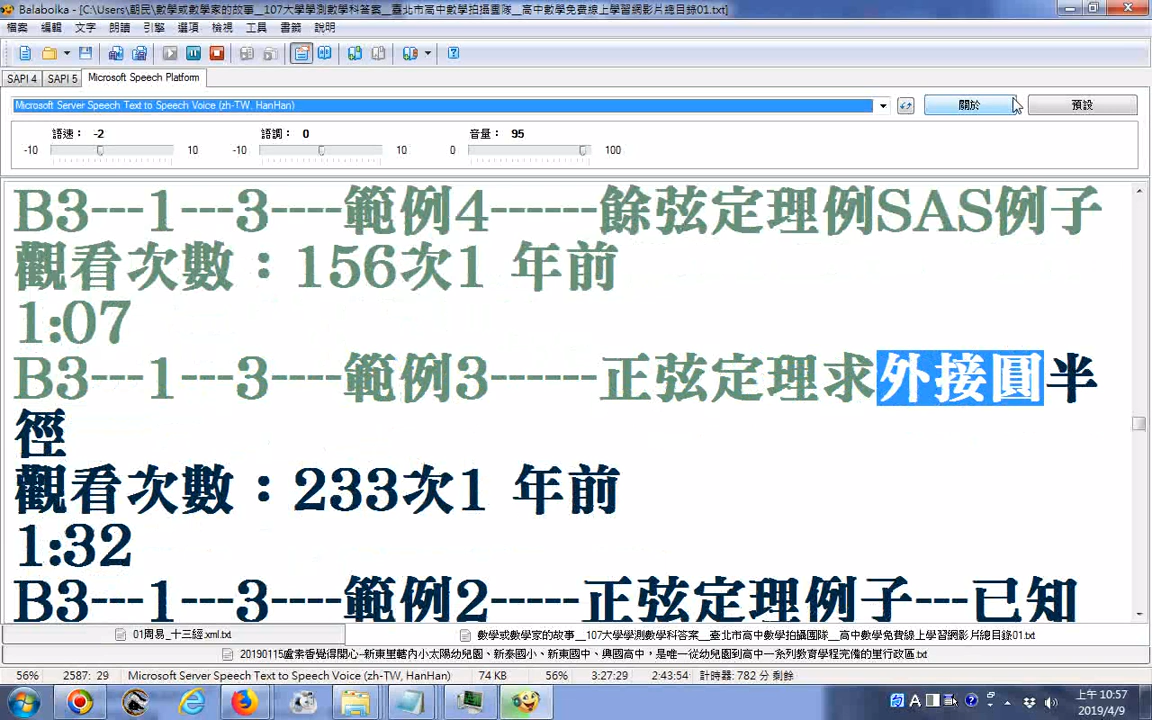 Balabolka - [C:\Users\朝民\數學或數學家的故事__107大學學測數學科答案__臺北市高中數學拍攝團隊__高中數學免費線上學習網影片總目錄01.txt]
檔案 編輯 文字 朗讀 引擎 選項 檢視 工具 書籤 說明
SAPI 4 SAPI 5 Microsoft Speech Platform
Microsoft Server Speech Text to Speech Voice (zh-TW, HanHan) 關於 預設
語速： -2 語調： 0 音量： 95
-10 10 -10 10 0 100
B3---1---3----範例4------餘弦定理例SAS例子
觀看次數：156次1 年前
1:07
B3---1---3----範例3------正弦定理求外接圓半
徑
觀看次數：233次1 年前
1:32
B3---1---3----範例2-----正弦定理例子---已知
01周易_十三經.xml.txt 數學或數學家的故事__107大學學測數學科答案__臺北市高中數學拍攝團隊__高中數學免費線上學習網影片總目錄01.txt
20190115盧素香覺得開心-新東里轄內小太陽幼兒園、新泰國小、新東國中、興國高中，是唯一從幼兒園到高中一系列教育學程完備的里行政區.txt
56% 2587: 29 Microsoft Server Speech Text to Speech Voice (zh-TW, HanHan) 74 KB 56% 3:27:29 2:43:54 計時器: 782 分 剩餘
上午 10:57
2019/4/9